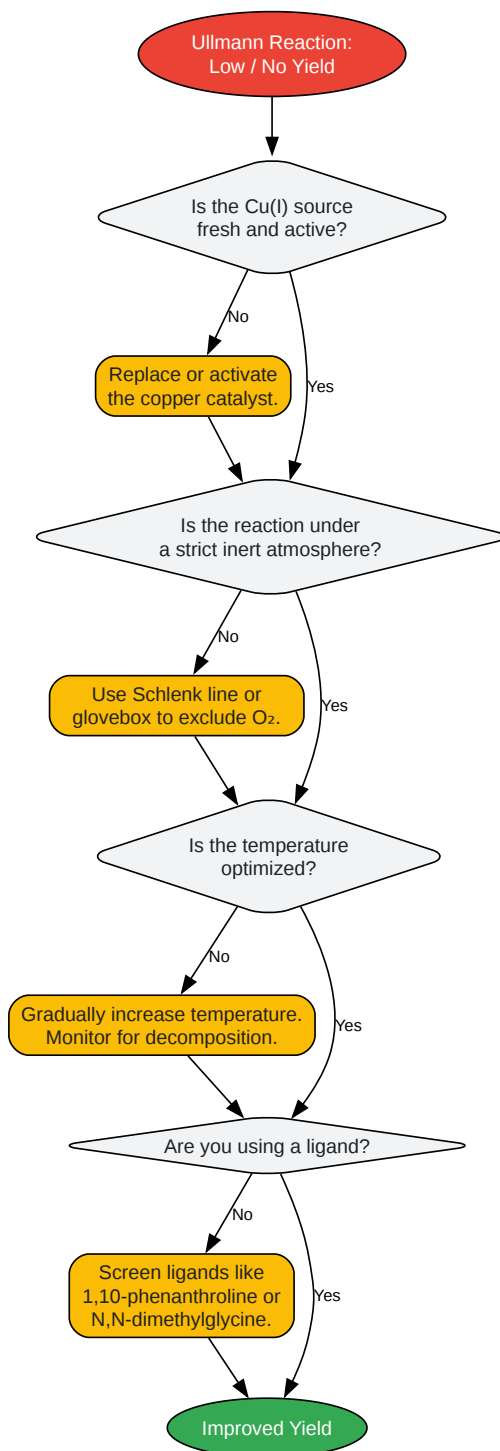 Ullmann Reaction:
Low / No Yield
Is the Cu(I) source
fresh and active?
No
Replace or activate
the copper catalyst.
Yes
Is the reaction under
a strict inert atmosphere?
No
Use Schlenk line or
glovebox to exclude O₂.
Yes
Is the temperature
optimized?
No
Gradually increase temperature.
Monitor for decomposition.
Yes
Are you using a ligand?
No
Screen ligands like
1,10-phenanthroline or
N,N-dimethylglycine.
Yes
Improved Yield